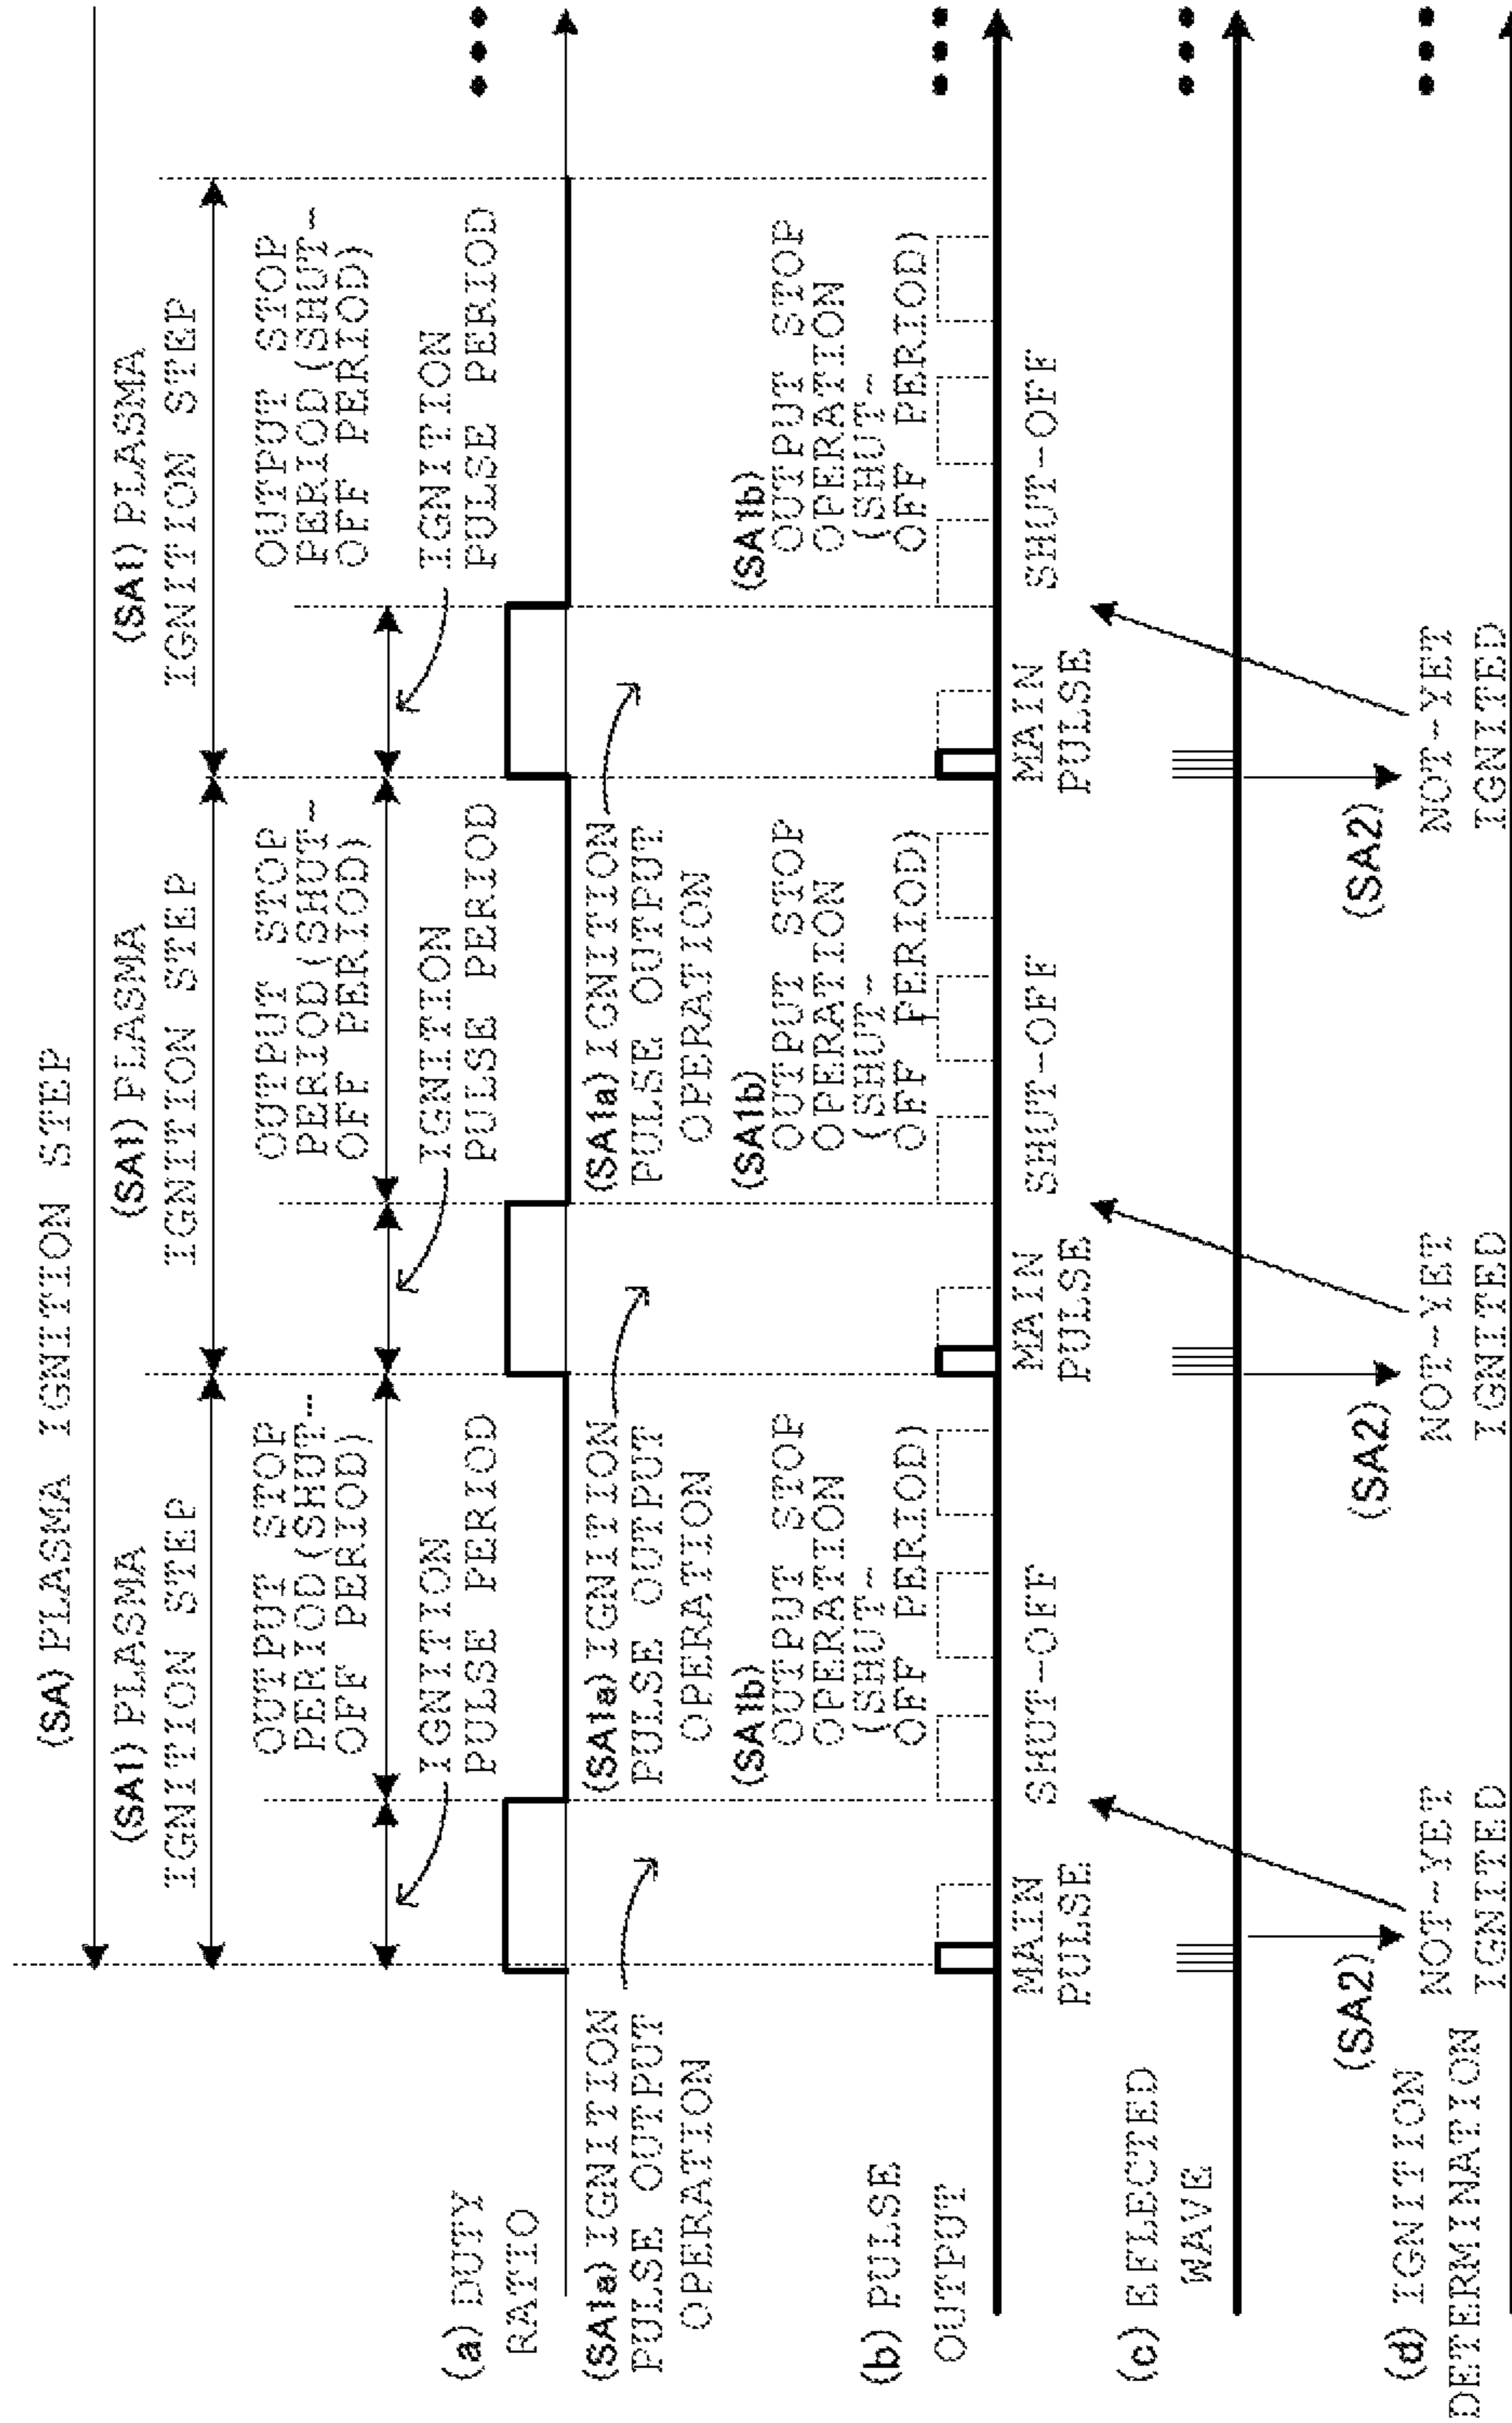 (SA) PLASMA IGNITION STEP
(SA1) PLASMA
IGNITION STEP
(SA1) PLASMA
IGNITION STEP
(SA1) PLASMA
IGNITION STEP
OUTPUT STOP
PERIOD(SHUT-
OFF PERIOD)
OUTPUT STOP
PERIOD(SHUT-
OFF PERIOD)
OUTPUT STOP
PERIOD(SHUT-
OFF PERIOD)
IGNITION
PULSE PERIOD
IGNITION
PULSE PERIOD
IGNITION
PULSE PERIOD
(a) DUTY
RATIO
(SA1a) IGNITION
PULSE OUTPUT
OPERATION
(SA1a) IGNITION
PULSE OUTPUT
OPERATION
(SA1a) IGNITION
PULSE OUTPUT
OPERATION
(SA1b)
OUTPUT STOP
OPERATION
(SHUT-
OFF PERIOD)
(SA1b)
OUTPUT STOP
OPERATION
(SHUT-
OFF PERIOD)
(SA1b)
OUTPUT STOP
OPERATION
(SHUT-
OFF PERIOD)
(b) PULSE
OUTPUT
MAIN
PULSE
SHUT-OFF
MAIN
PULSE
SHUT-OFF
MAIN
PULSE
SHUT-OFF
(c) EFLECTED
WAVE
(SA2)
(SA2)
(SA2)
(d) IGNITION
DETERMINATION
NOT-YET
IGNITED
NOT-YET
IGNITED
NOT-YET
IGNITED